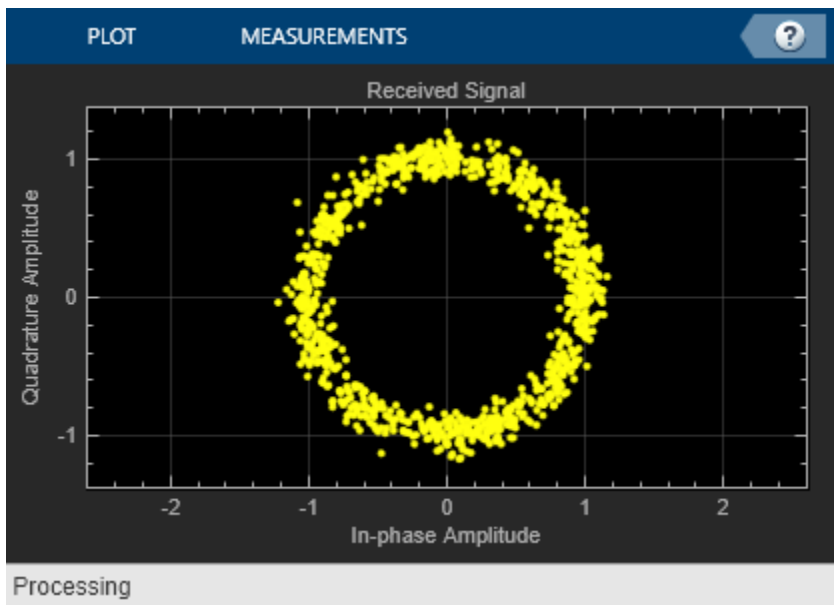 PLOT MEASUREMENTS ?
Received Signal
1
0
-1
Quadrature Amplitude
-2 -1 0 1 2
In-phase Amplitude
Processing